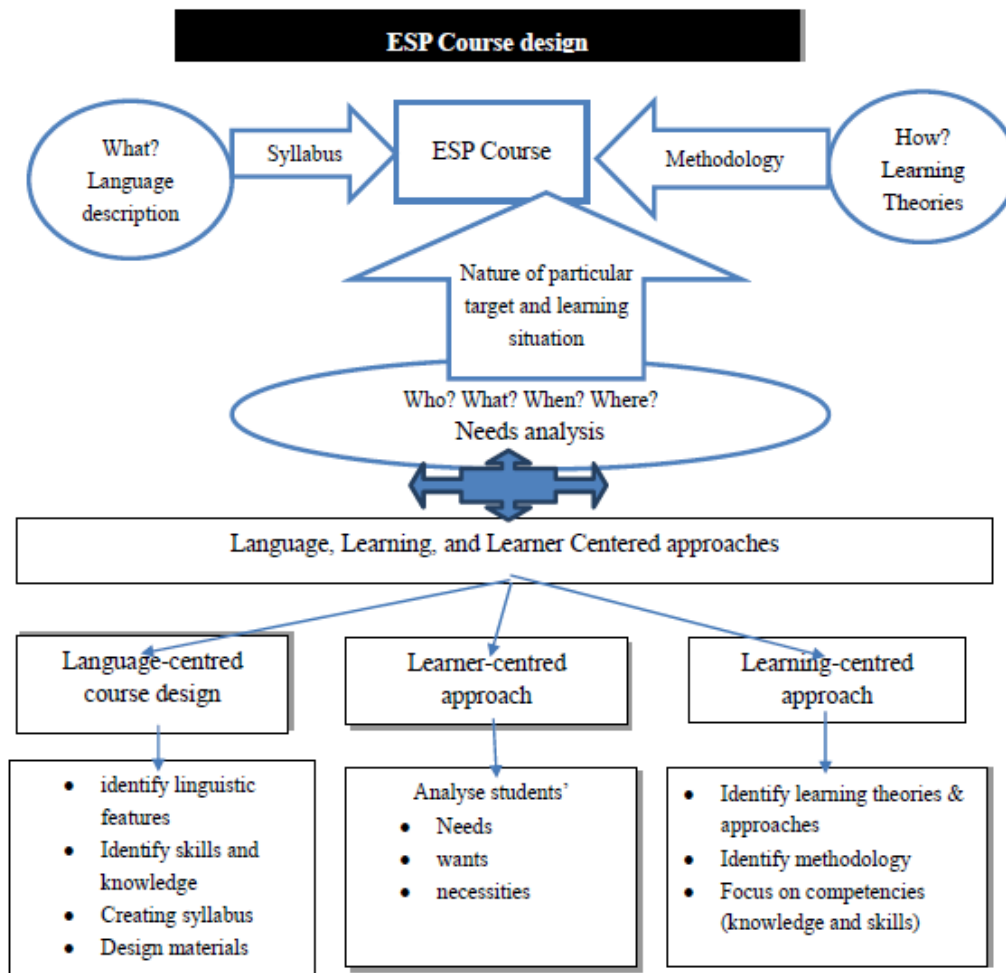 ESP Course design
What?
Language
description
Syllabus
ESP Course
Methodology
How?
Learning
Theories
Nature of particular
target and learning
situation
Who? What? When? Where?
Needs analysis
Language, Learning, and Learner Centered approaches
Language-centred
course design
Learner-centred
approach
Learning-centred
approach
• identify linguistic
features
• Identify skills and
knowledge
• Creating syllabus
• Design materials
Analyse students’
• Needs
• wants
• necessities
• Identify learning theories &
approaches
• Identify methodology
• Focus on competencies
(knowledge and skills)